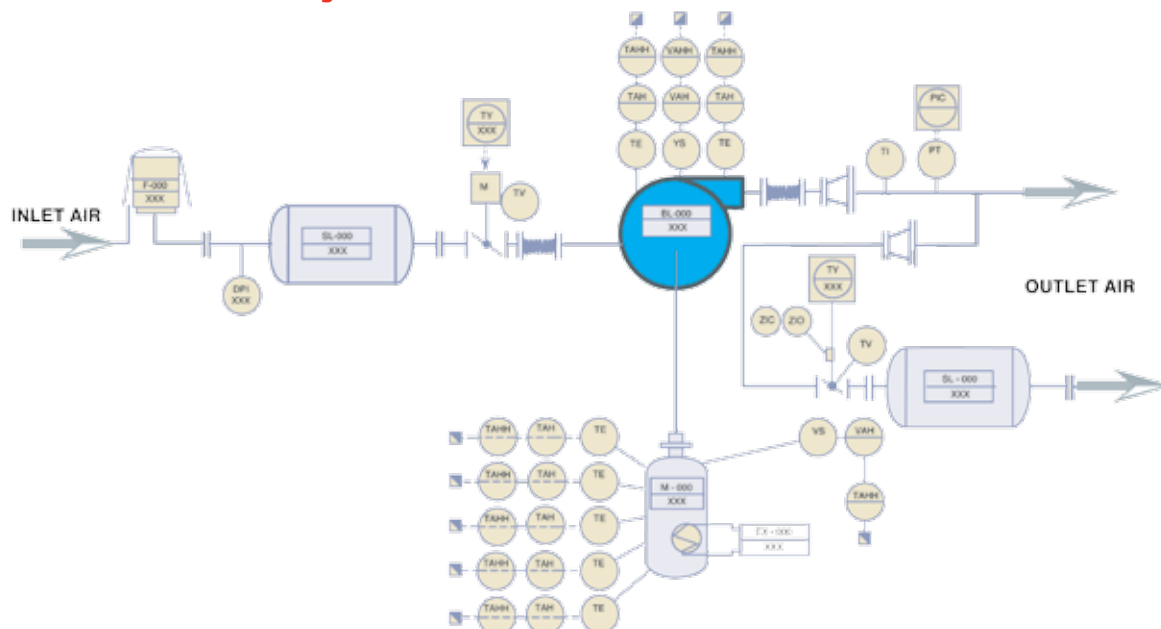 TAHH VAHH TAHH
TAH VAH TAH
TE YS TE
TY
XXX
M
TV
PIC
TI
PT
F-000
XXX
INLET AIR
SL-000
XXX
DPI
XXX
BL-000
XXX
TY
XXX
OUTLET AIR
ZIC
ZIO
TV
SL - 000
XXX
TAHH TAH TE
VS VAH
TAHH TAH TE
M - 000
XXX
TAHH
TAHH TAH TE
XXX
TAHH TAH TE
TAHH TAH TE